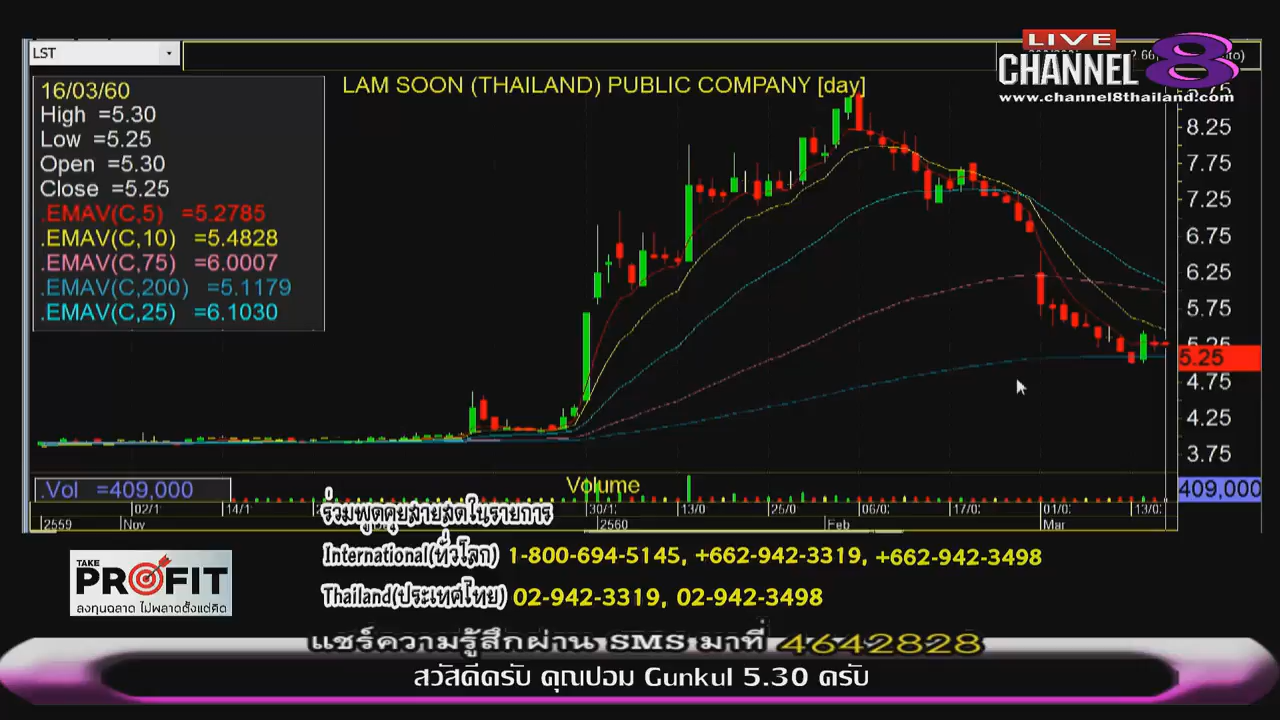 LST
LIVE
CHANNEL 8
www.channel8thailand.com
LAM SOON (THAILAND) PUBLIC COMPANY [day]
16/03/60
High =5.30
Low =5.25
Open =5.30
Close =5.25
.EMAV(C,5) =5.2785
.EMAV(C,10) =5.4828
.EMAV(C,75) =6.0007
.EMAV(C,200) =5.1179
.EMAV(C,25) =6.1030
8.25
7.75
7.25
6.75
6.25
5.75
5.25
4.75
4.25
3.75
.Vol =409,000
Volume
409,000
02/1 14/1 30/1 13/0 25/0 06/0 17/0 01/0 13/0
2559 Nov 2560 Feb Mar
ร่วมพูดคุยสายสดในรายการ
International(ทั่วโลก) 1-800-694-5145, +662-942-3319, +662-942-3498
Thailand(ประเทศไทย) 02-942-3319, 02-942-3498
TAKE
PROFIT
ลงทุนฉลาด ไม่พลาดตั้งแต่คิด
แชร์ความรู้สึกผ่าน SMS มาที่ 4642828
สวัสดีครับ คุณปอม Gunkul 5.30 ครับ